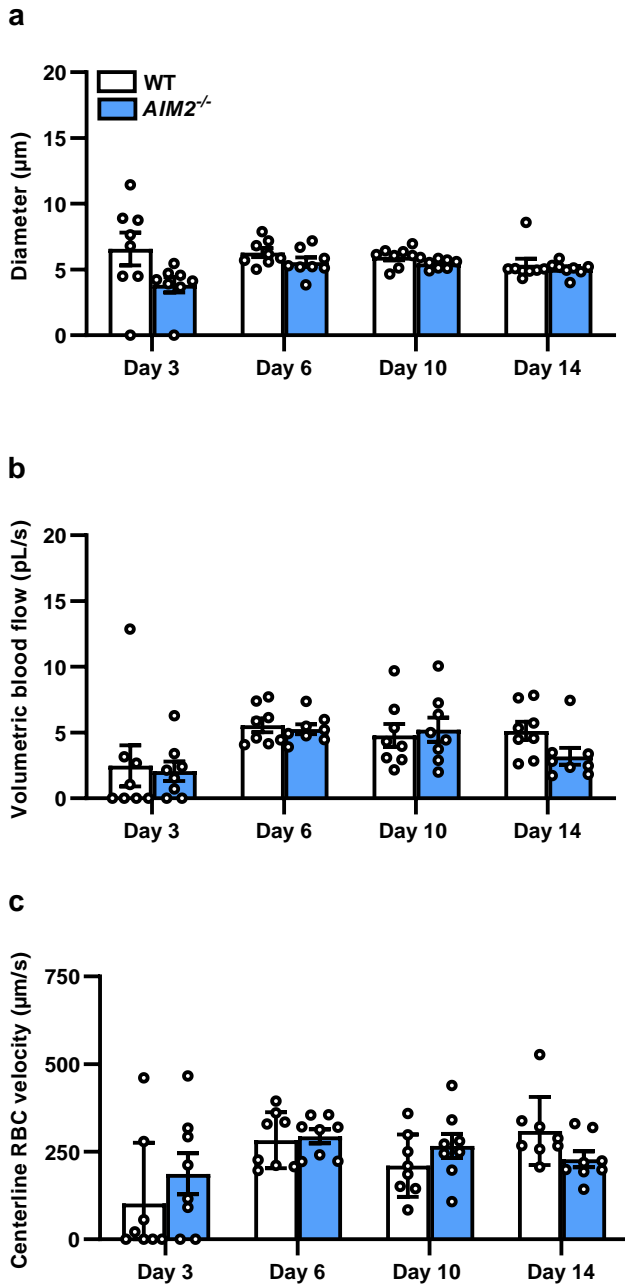 a
Diameter (µm)
20
15
10
5
0
WT
AIM2-/-
Day 3
Day 6
Day 10
Day 14
b
Volumetric blood flow (pL/s)
20
15
10
5
0
Day 3
Day 6
Day 10
Day 14
c
Centerline RBC velocity (µm/s)
750
500
250
0
Day 3
Day 6
Day 10
Day 14